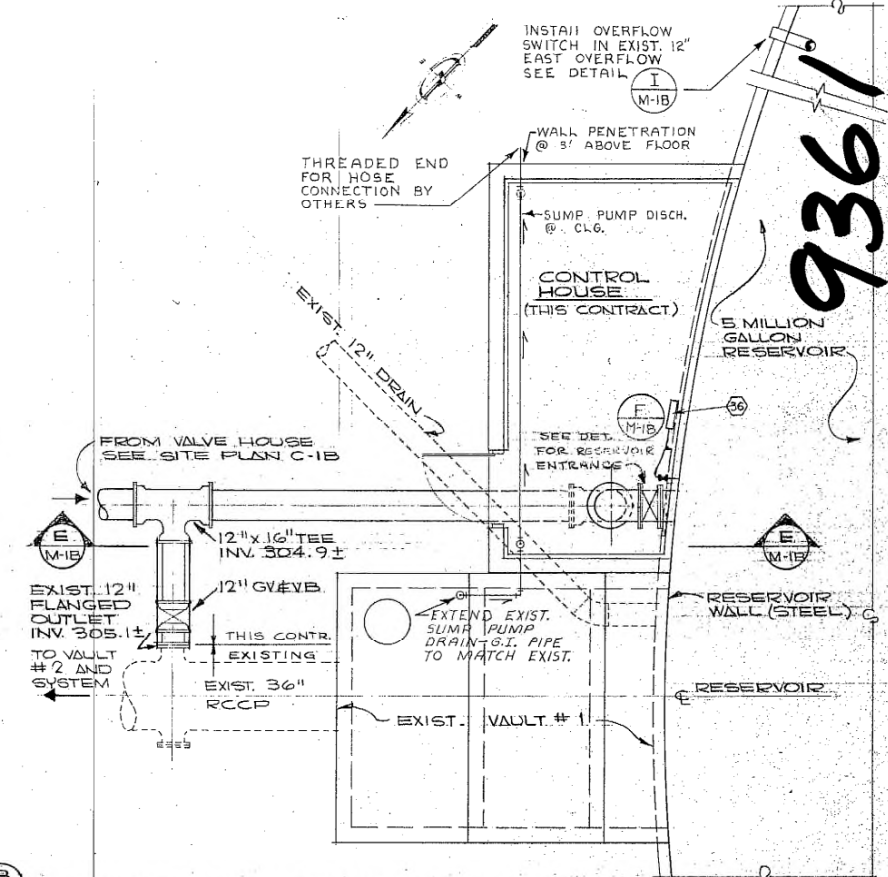 INSTALL OVERFLOW
SWITCH IN EXIST. 12"
EAST OVERFLOW
SEE DETAIL
I
M-1B
9361
WALL PENETRATION
@ 3' ABOVE FLOOR
THREADED END
FOR HOSE
CONNECTION BY
OTHERS
SUMP PUMP DISCH.
@ CLG.
CONTROL
HOUSE
(THIS CONTRACT)
5 MILLION
GALLON
RESERVOIR
EXIST. 12" DRAIN
F
M-1B
36
SEE DET.
FOR RESERVOIR
ENTRANCE
FROM VALVE HOUSE
SEE SITE PLAN C-1B
E
M-1B
12" x 16" TEE
INV. 304.9±
E
M-1B
12" GV&VB
EXIST. 12"
FLANGED
OUTLET
INV. 305.1±
TO VAULT
#2 AND
SYSTEM
THIS CONTR.
EXISTING
EXIST. 36"
RCCP
EXTEND EXIST.
SUMP PUMP
DRAIN-G.I. PIPE
TO MATCH EXIST.
RESERVOIR
WALL (STEEL)
RESERVOIR
EXIST. VAULT #1